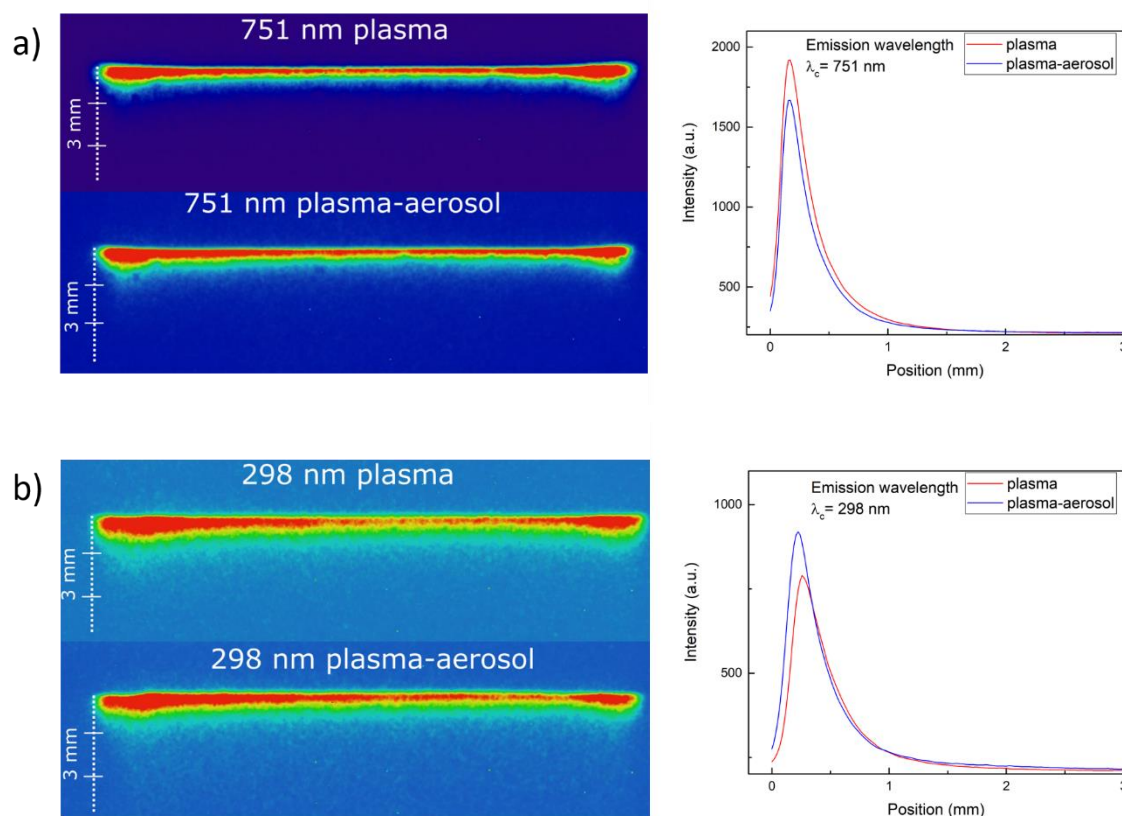 a)
751 nm plasma
3 mm
751 nm plasma-aerosol
3 mm
Emission wavelength
λc= 751 nm
plasma
plasma-aerosol
2000
1500
1000
500
Intensity (a.u.)
0
1
2
3
Position (mm)
b)
298 nm plasma
3 mm
298 nm plasma-aerosol
3 mm
Emission wavelength
λc= 298 nm
plasma
plasma-aerosol
1000
500
Intensity (a.u.)
0
1
2
3
Position (mm)